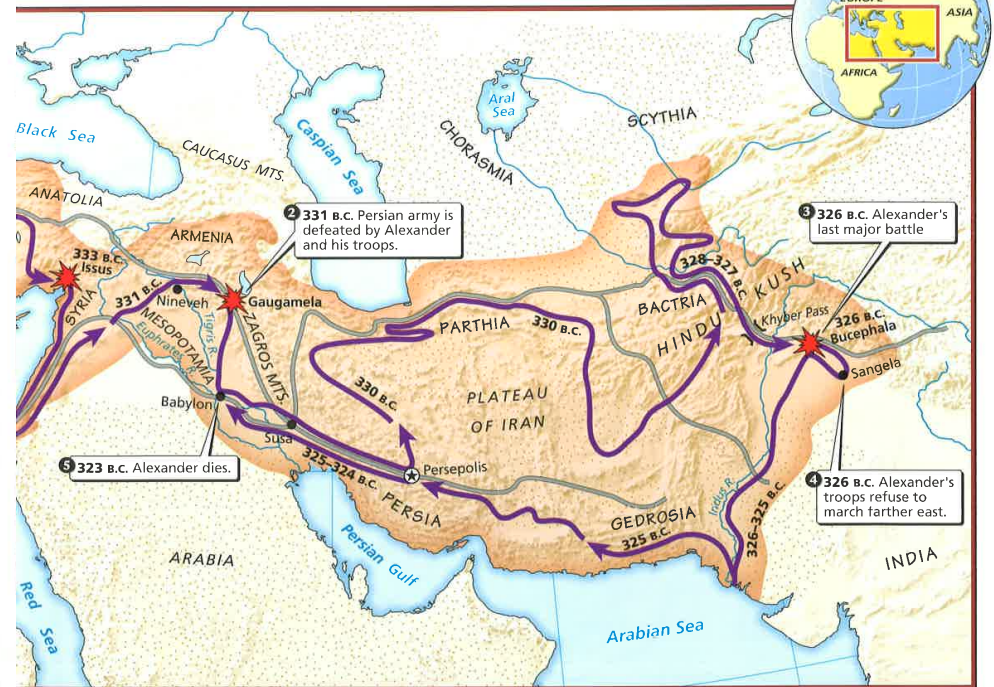 EUROPE
ASIA
AFRICA
Black Sea
CAUCASUS MTS.
Caspian
Sea
Aral
Sea
CHORASMIA
SCYTHIA
ANATOLIA
ARMENIA
2 331 B.C. Persian army is
defeated by Alexander
and his troops.
3 326 B.C. Alexander's
last major battle
333 B.C.
Issus
SYRIA
331 B.C.
Nineveh
Gaugamela
MESOPOTAMIA
Tigris R.
Euphrates R.
ZAGROS MTS.
PARTHIA
330 B.C.
328–327 B.C.
BACTRIA
HINDU KUSH
Khyber Pass
326 B.C.
Bucephala
Sangela
330 B.C.
PLATEAU
OF IRAN
Babylon
Susa
5 323 B.C. Alexander dies.
325–324 B.C.
Persepolis
PERSIA
4 326 B.C. Alexander's
troops refuse to
march farther east.
Indus R.
326–325 B.C.
GEDROSIA
325 B.C.
ARABIA
Persian Gulf
INDIA
Red
Sea
Arabian Sea